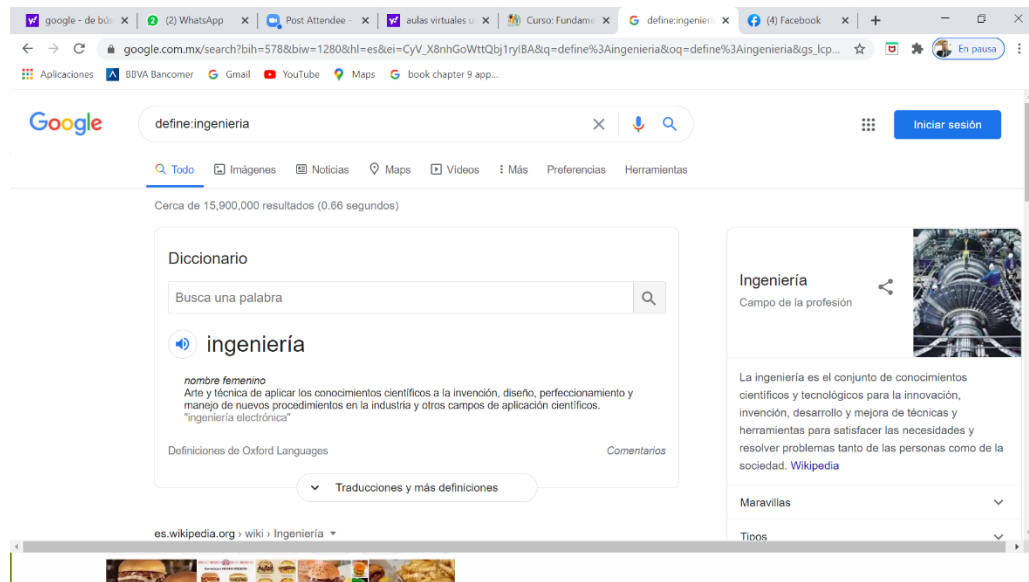 google - de bús
(2) WhatsApp
Post Attendee -
aulas virtuales u
Curso: Fundame
define:ingenieri
(4) Facebook
google.com.mx/search?bih=578&biw=1280&hl=es&ei=CyV_X8nhGoWttQbj1ryIBA&q=define%3Aingenieria&oq=define%3Aingenieria&gs_lcp...
En pausa
Aplicaciones BBVA Bancomer Gmail YouTube Maps book chapter 9 app...
Google
define:ingenieria
Iniciar sesión
Todo Imágenes Noticias Maps Vídeos Más Preferencias Herramientas
Cerca de 15,900,000 resultados (0.66 segundos)
Diccionario
Busca una palabra
ingeniería
nombre femenino
Arte y técnica de aplicar los conocimientos científicos a la invención, diseño, perfeccionamiento y
manejo de nuevos procedimientos en la industria y otros campos de aplicación científicos.
"ingeniería electrónica"
Definiciones de Oxford Languages
Comentarios
Traducciones y más definiciones
es.wikipedia.org › wiki › Ingeniería
Ingeniería
Campo de la profesión
La ingeniería es el conjunto de conocimientos
científicos y tecnológicos para la innovación,
invención, desarrollo y mejora de técnicas y
herramientas para satisfacer las necesidades y
resolver problemas tanto de las personas como de la
sociedad. Wikipedia
Maravillas
Tipos